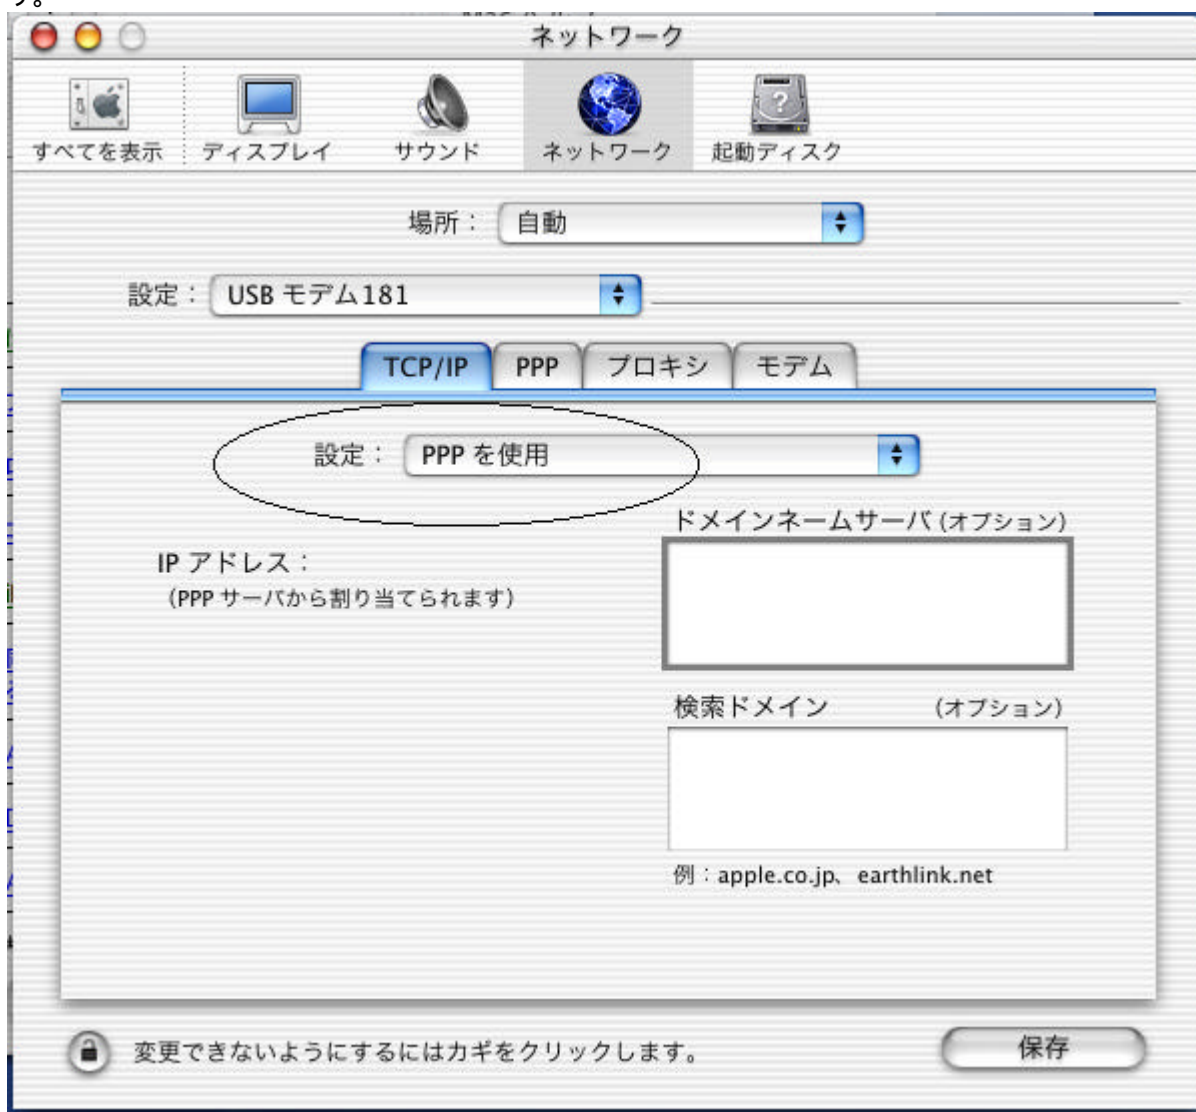 す。
ネットワーク
すべてを表示 ディスプレイ サウンド ネットワーク 起動ディスク
場所： 自動
設定： USB モデム181
TCP/IP PPP プロキシ モデム
設定： PPP を使用
ドメインネームサーバ (オプション)
IP アドレス：
(PPP サーバから割り当てられます)
検索ドメイン (オプション)
例：apple.co.jp、earthlink.net
変更できないようにするにはカギをクリックします。 保存